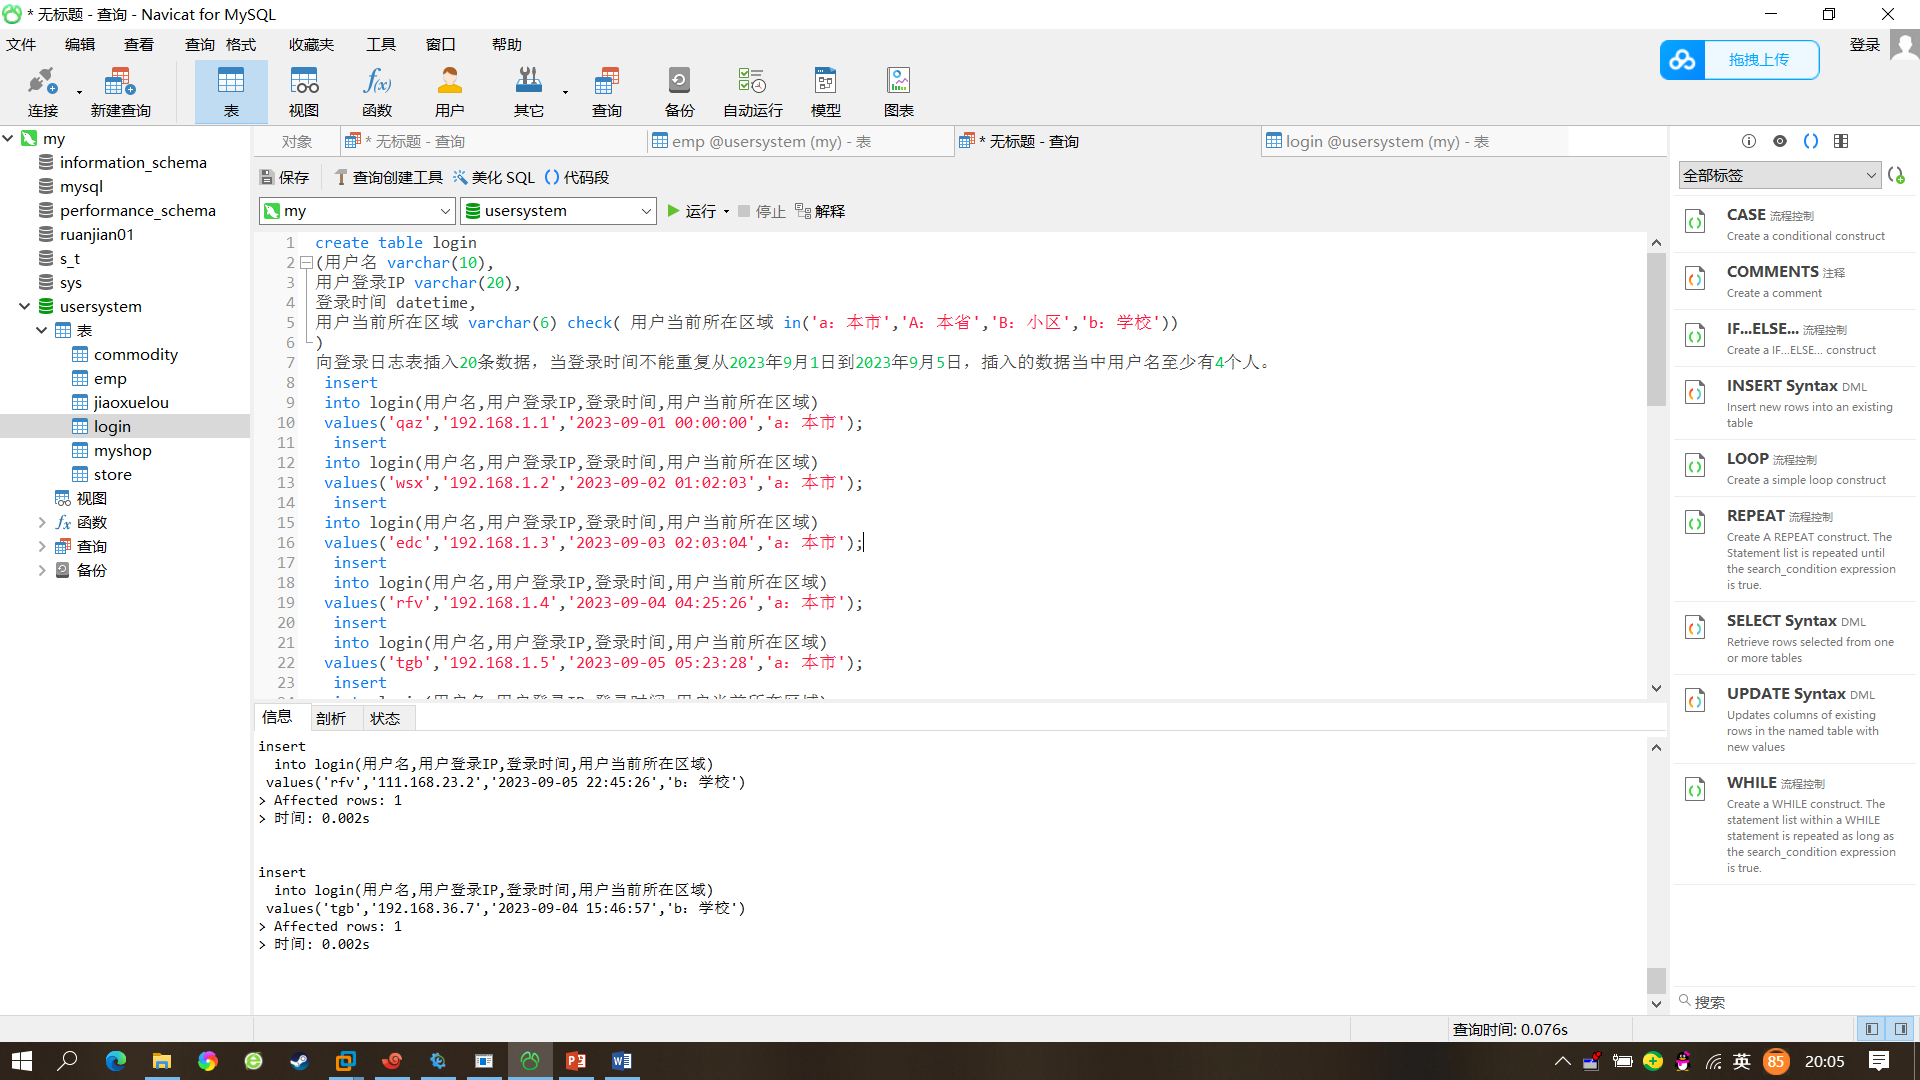 * 无标题 - 查询 - Navicat for MySQL
文件 编辑 查看 查询 格式 收藏夹 工具 窗口 帮助
登录
拖拽上传
连接 新建查询 表 视图 函数 用户 其它 查询 备份 自动运行 模型 图表
my
information_schema
mysql
performance_schema
ruanjian01
s_t
sys
usersystem
表
commodity
emp
jiaoxuelou
login
myshop
store
视图
函数
查询
备份
对象 * 无标题 - 查询 emp @usersystem (my) - 表 * 无标题 - 查询 login @usersystem (my) - 表
保存 查询创建工具 美化 SQL 代码段
my usersystem 运行 停止 解释
1 create table login
2 (用户名 varchar(10),
3 用户登录IP varchar(20),
4 登录时间 datetime,
5 用户当前所在区域 varchar(6) check( 用户当前所在区域 in('a：本市','A：本省','B：小区','b：学校'))
6 )
7 向登录日志表插入20条数据，当登录时间不能重复从2023年9月1日到2023年9月5日，插入的数据当中用户名至少有4个人。
8 insert
9 into login(用户名,用户登录IP,登录时间,用户当前所在区域)
10 values('qaz','192.168.1.1','2023-09-01 00:00:00','a：本市');
11 insert
12 into login(用户名,用户登录IP,登录时间,用户当前所在区域)
13 values('wsx','192.168.1.2','2023-09-02 01:02:03','a：本市');
14 insert
15 into login(用户名,用户登录IP,登录时间,用户当前所在区域)
16 values('edc','192.168.1.3','2023-09-03 02:03:04','a：本市');
17 insert
18 into login(用户名,用户登录IP,登录时间,用户当前所在区域)
19 values('rfv','192.168.1.4','2023-09-04 04:25:26','a：本市');
20 insert
21 into login(用户名,用户登录IP,登录时间,用户当前所在区域)
22 values('tgb','192.168.1.5','2023-09-05 05:23:28','a：本市');
23 insert
信息 剖析 状态
insert
into login(用户名,用户登录IP,登录时间,用户当前所在区域)
values('rfv','111.168.23.2','2023-09-05 22:45:26','b：学校')
> Affected rows: 1
> 时间: 0.002s
insert
into login(用户名,用户登录IP,登录时间,用户当前所在区域)
values('tgb','192.168.36.7','2023-09-04 15:46:57','b：学校')
> Affected rows: 1
> 时间: 0.002s
全部标签
CASE 流程控制
Create a conditional construct
COMMENTS 注释
Create a comment
IF...ELSE... 流程控制
Create a IF...ELSE... construct
INSERT Syntax DML
Insert new rows into an existing
table
LOOP 流程控制
Create a simple loop construct
REPEAT 流程控制
Create A REPEAT construct. The
Statement list is repeated until
the search_condition expression
is true.
SELECT Syntax DML
Retrieve rows selected from one
or more tables
UPDATE Syntax DML
Updates columns of existing
rows in the named table with
new values
WHILE 流程控制
Create a WHILE construct. The
statement list within a WHILE
statement is repeated as long as
the search_condition expression
is true.
搜索
查询时间: 0.076s
英 85 20:05